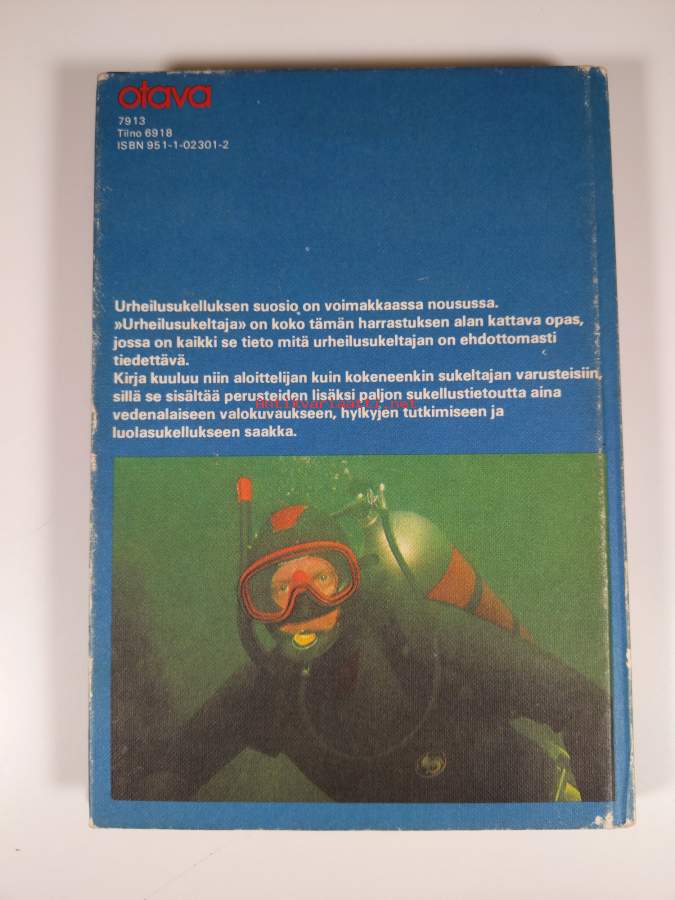 otava
7913
Tilno 6918
ISBN 951-1-02301-2
Urheilusukelluksen suosio on voimakkaassa nousussa.
»Urheilusukeltaja» on koko tämän harrastuksen alan kattava opas,
jossa on kaikki se tieto mitä urheilusukeltajan on ehdottomasti
tiedettävä.
Kirja kuuluu niin aloittelijan kuin kokeneenkin sukeltajan varusteisiin,
sillä se sisältää perusteiden lisäksi paljon sukellustietoutta aina
Antikvariaatti.net
vedenalaiseen valokuvaukseen, hylkyjen tutkimiseen ja
luolasukellukseen saakka.